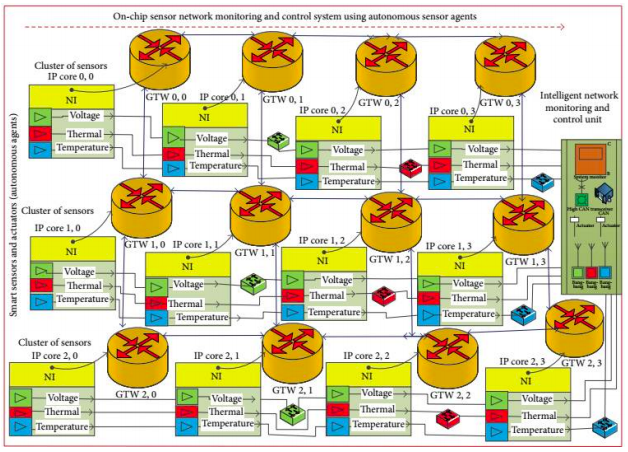 On-chip sensor network monitoring and control system using autonomous sensor agents
Smart sensors and actuators (autonomous agents)
Cluster of sensors
IP core 0, 0
NI
Voltage
Thermal
Temperature
GTW 0, 0
IP core 0, 1
NI
Voltage
Thermal
Temperature
GTW 0, 1
IP core 0, 2
NI
Voltage
Thermal
Temperature
GTW 0, 2
IP core 0, 3
NI
Voltage
Thermal
Temperature
GTW 0, 3
Intelligent network
monitoring and
control unit
C
System monitor
High CAN transceiver
CAN
Actuator
Actuator
Cluster of sensors
IP core 1, 0
NI
Voltage
Thermal
Temperature
GTW 1, 0
IP core 1, 1
NI
Voltage
Thermal
Temperature
GTW 1, 1
IP core 1, 2
NI
Voltage
Thermal
Temperature
GTW 1, 2
IP core 1, 3
NI
Voltage
Thermal
Temperature
GTW 1, 3
Cluster of sensors
IP core 2, 0
NI
Voltage
Thermal
Temperature
GTW 2, 0
IP core 2, 1
NI
Voltage
Thermal
Temperature
GTW 2, 1
IP core 2, 2
NI
Voltage
Thermal
Temperature
GTW 2, 2
IP core 2, 3
NI
Voltage
Thermal
Temperature
GTW 2, 3